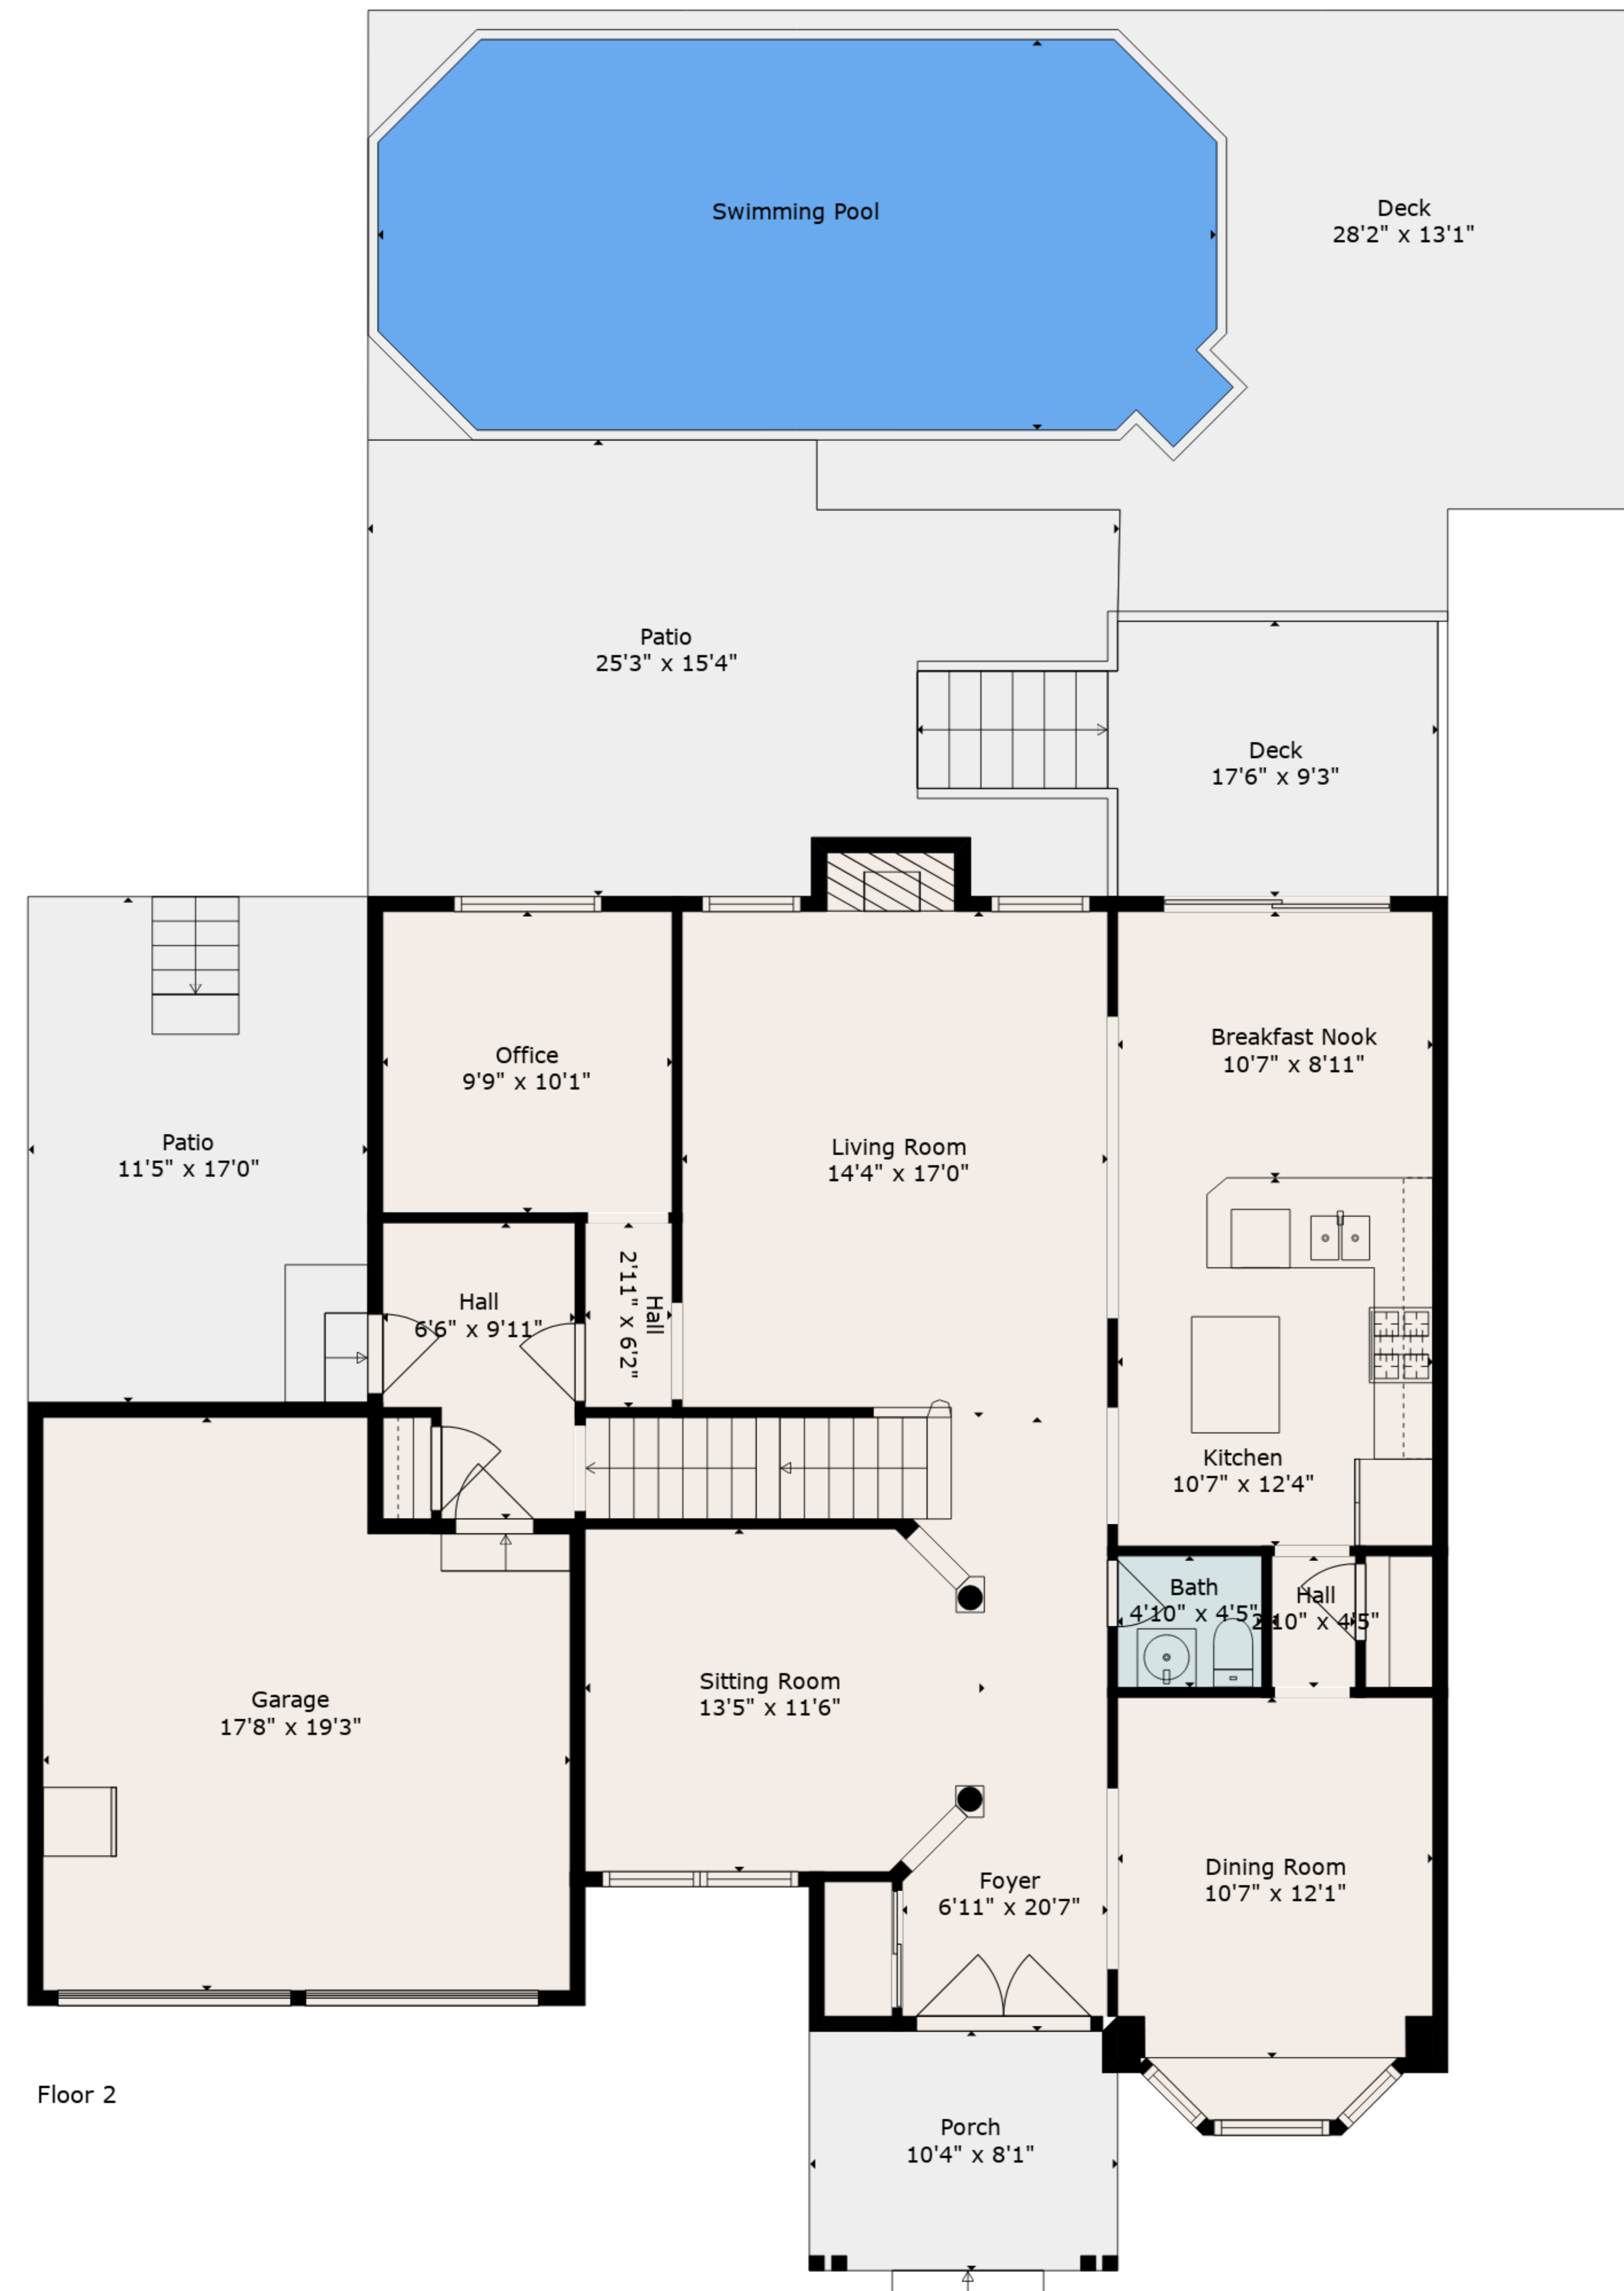 Swimming Pool
Deck
28'2" x 13'1"
Patio
25'3" x 15'4"
Deck
17'6" x 9'3"
Breakfast Nook
10'7" x 8'11"
Office
9'9" x 10'1"
Patio
11'5" x 17'0"
Living Room
14'4" x 17'0"
Hall
6'6" x 9'11"
Hall
2'11" x 6'2"
Kitchen
10'7" x 12'4"
Bath
4'10" x 4'5"
Hall
2'10" x 4'5"
Sitting Room
13'5" x 11'6"
Garage
17'8" x 19'3"
Foyer
6'11" x 20'7"
Dining Room
10'7" x 12'1"
Floor 2
Porch
10'4" x 8'1"